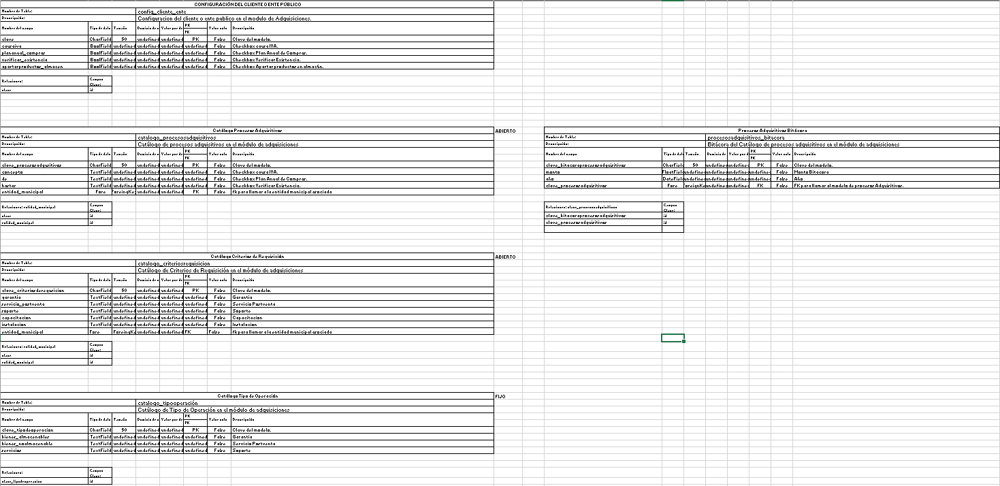 CONFIGURACIÓN DEL CLIENTE O ENTE PÚBLICO
Nombre de Tabla: config_cliente_ente
Descripción: Configuracion del cliente o ente publico en el modulo de Adquisiciones.
Nombre del campo Tipo de dato Tamaño Dominio de v Valor por de PK FK Valor nulo Descripción
clave CharField 50 undefined undefined PK False Clave del modelo.
causaiva BoolField undefined undefined undefined undefined False Checkbox causa IVA.
plananual_compras BoolField undefined undefined undefined undefined False Checkbox Plan Anual de Compras.
verificar_existencia BoolField undefined undefined undefined undefined False Checkbox Verificar Existencia.
apartarproductos_almacen BoolField undefined undefined undefined undefined False Checkbox Apartar productos en almacén.
Relaciones: Campos Clave:
clave id
Catálogo Procesos Adquisitivos ABIERTO
Nombre de Tabla: catalogo_procesosadquisitivos
Descripción: Catálogo de procesos adquisitivos en el módulo de adquisiciones
Nombre del campo Tipo de dato Tamaño Dominio de v Valor por de PK FK Valor nulo Descripción
clave_procesosadquisitivos CharField 50 undefined undefined PK False Clave del modelo.
concepto TextField undefined undefined undefined undefined False Checkbox causa IVA.
de TextField undefined undefined undefined undefined False Checkbox Plan Anual de Compras.
hasta TextField undefined undefined undefined undefined False Checkbox Verificar Existencia.
entidad_municipal Fore ForeingKe undefined undefined FK False fk para llamar a la entidad municipal asociada
Relaciones: entidad_municipal Campos Clave:
clave id
entidad_municipal id
Procesos Adquisitivos Bitácora
Nombre de Tabla: procesosadquisitivos_bitacora
Descripción: Bitácora del Catálogo de procesos adquisitivos en el módulo de adquisiciones
Nombre del campo Tipo de dato Tamaño Dominio de Valor por d PK FK Valor nulo Descripción
clave_bitacoraprocesosadquisitivos CharField 50 undefined undefined PK False Clave del modelo.
monto FloatField undefined undefined undefined undefined False Monto Bitacora
año DateField undefined undefined undefined undefined False Año
clave_procesosadquisitivos Fore ForeignKe undefined undefined FK False FK para llamar al modelo de procesos Adquisitivos.
Relaciones: clave_procesosadquisitivos Campos Clave:
clave_bitacoraprocesosadquisitivos id
clave_procesosadquisitivos id
Catálogo Criterios de Requisición ABIERTO
Nombre de Tabla: catalogo_criteriosrequisicion
Descripción: Catálogo de Criterios de Requisición en el módulo de adquisiciones
Nombre del campo Tipo de dato Tamaño Dominio de v Valor por de PK FK Valor nulo Descripción
clave_criteriosderequsicion CharField 50 undefined undefined PK False Clave del modelo.
garantia TextField undefined undefined undefined undefined False Garantia
servicio_postventa TextField undefined undefined undefined undefined False Servicio Postventa
soporte TextField undefined undefined undefined undefined False Soporte
capacitacion TextField undefined undefined undefined undefined False Capacitacion
instalacion TextField undefined undefined undefined undefined False Instalacion
entidad_municipal Fore ForeingKe undefined undefined FK False fk para llamar a la entidad municipal asociada
Relaciones: entidad_municipal Campos Clave:
clave id
entidad_municipal id
Catálogo Tipo de Operación FIJO
Nombre de Tabla: catalogo_tipooperación
Descripción: Catálogo de Tipo de Operación en el módulo de adquisiciones
Nombre del campo Tipo de dato Tamaño Dominio de v Valor por de PK FK Valor nulo Descripción
clave_tipodeoperacion CharField 50 undefined undefined PK False Clave del modelo.
bienes_almacenables TextField undefined undefined undefined undefined False Garantia
bienes_noalmacenable TextField undefined undefined undefined undefined False Servicio Postventa
servicios TextField undefined undefined undefined undefined False Soporte
Relaciones: Campos Clave:
clave_tipodeoperacion id